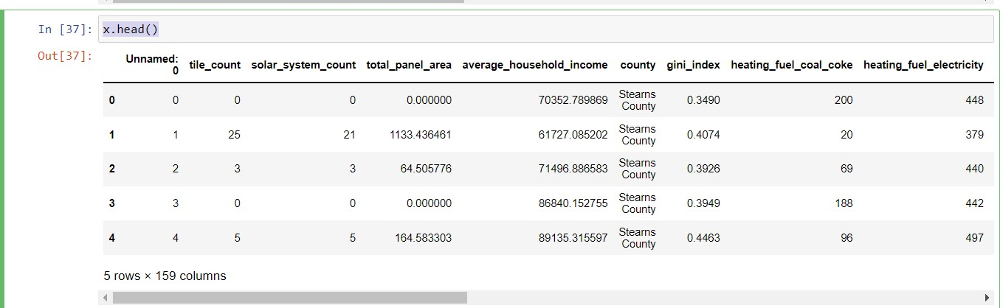 In [37]: x.head()
Out[37]:
Unnamed: 0 tile_count solar_system_count total_panel_area average_household_income county gini_index heating_fuel_coal_coke heating_fuel_electricity
0 0 0 0 0.000000 70352.789869 Stearns County 0.3490 200 448
1 1 25 21 1133.436461 61727.085202 Stearns County 0.4074 20 379
2 2 3 3 64.505776 71496.886583 Stearns County 0.3926 69 440
3 3 0 0 0.000000 86840.152755 Stearns County 0.3949 188 442
4 4 5 5 164.583303 89135.315597 Stearns County 0.4463 96 497
5 rows × 159 columns